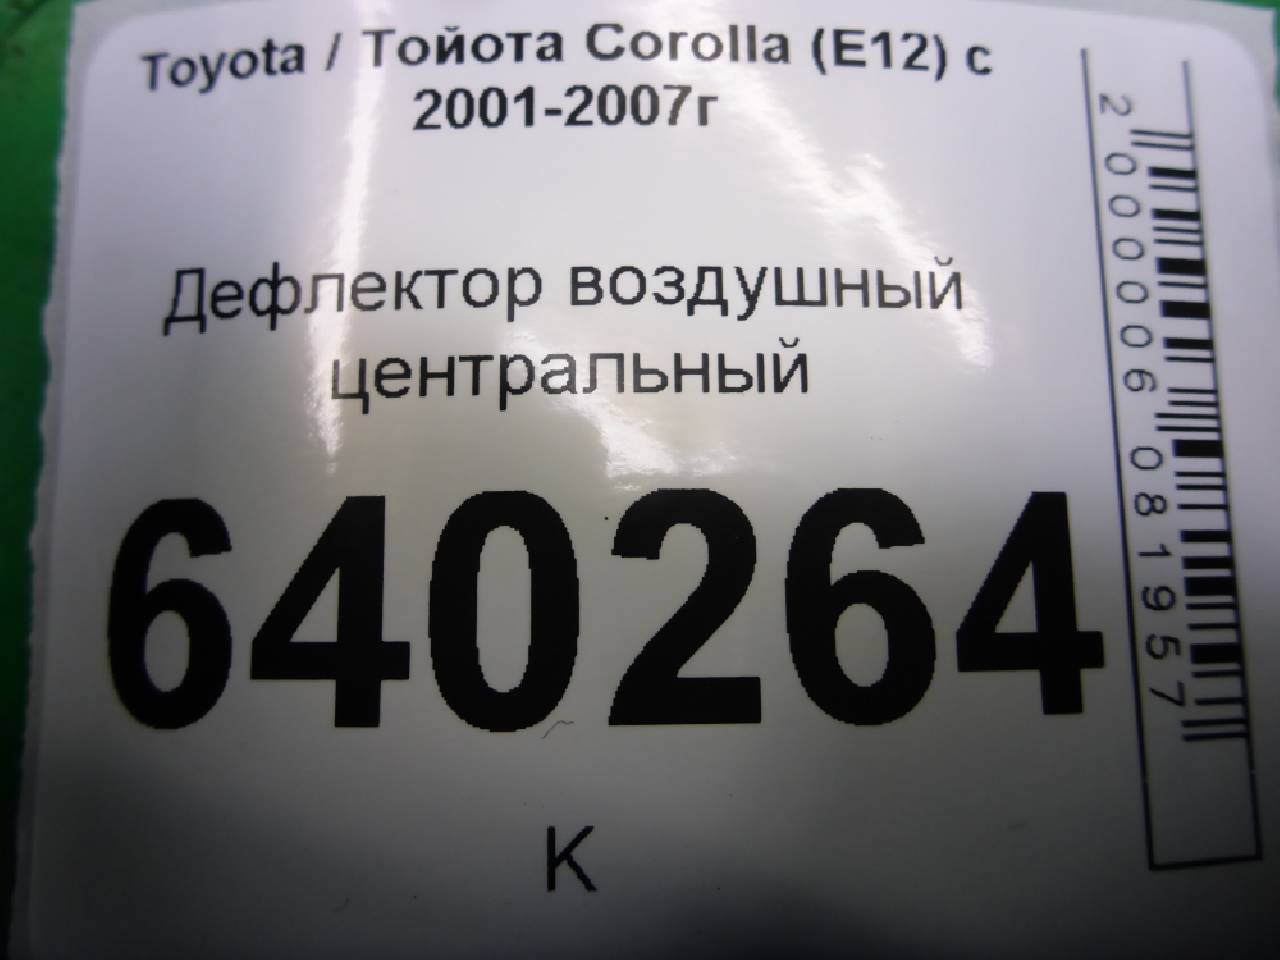 Toyota / Тойота Corolla (E12) с
2001-2007г
Дефлектор воздушный
центральный
640264
К
2000006081957